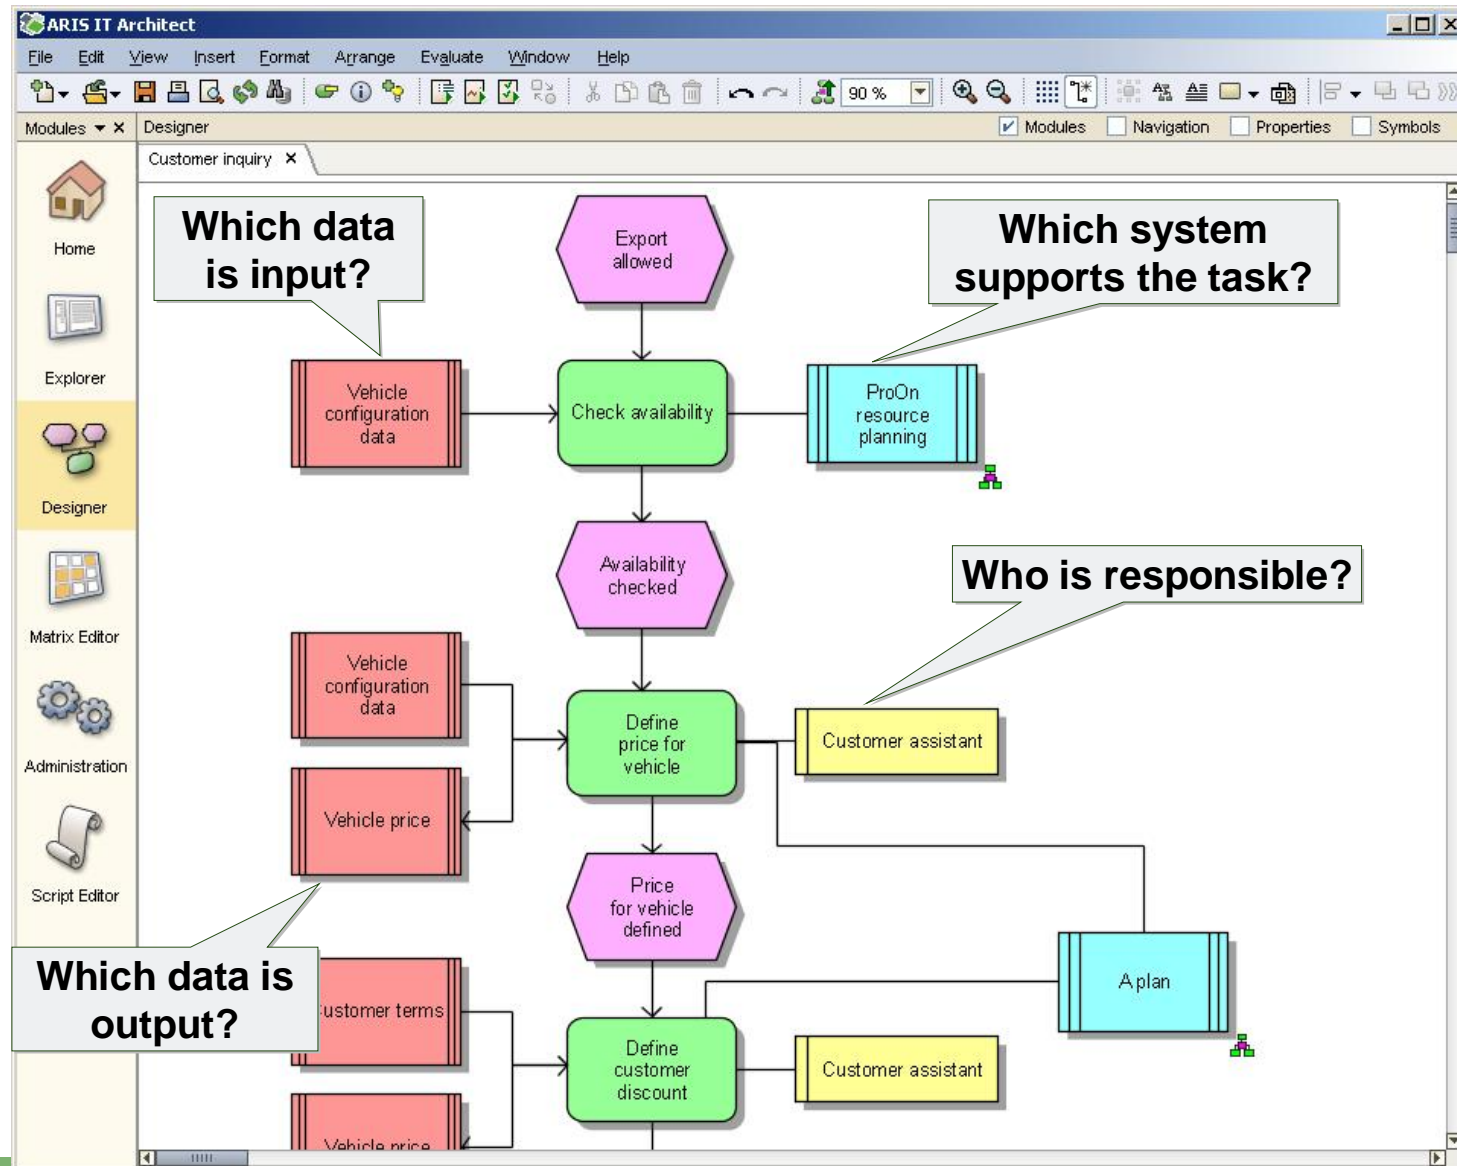 ARIS IT Architect
File Edit View Insert Format Arrange Evaluate Window Help
90 %
Modules
Designer
Modules Navigation Properties Symbols
Customer inquiry
Home
Explorer
Designer
Matrix Editor
Administration
Script Editor
Which data
is input?
Export
allowed
Which system
supports the task?
Vehicle
configuration
data
Check availability
ProOn
resource
planning
Availability
checked
Who is responsible?
Vehicle
configuration
data
Define
price for
vehicle
Customer assistant
Vehicle price
Price
for vehicle
defined
Which data is
output?
ustomer terms
A plan
Define
customer
discount
Customer assistant
Vehicle price